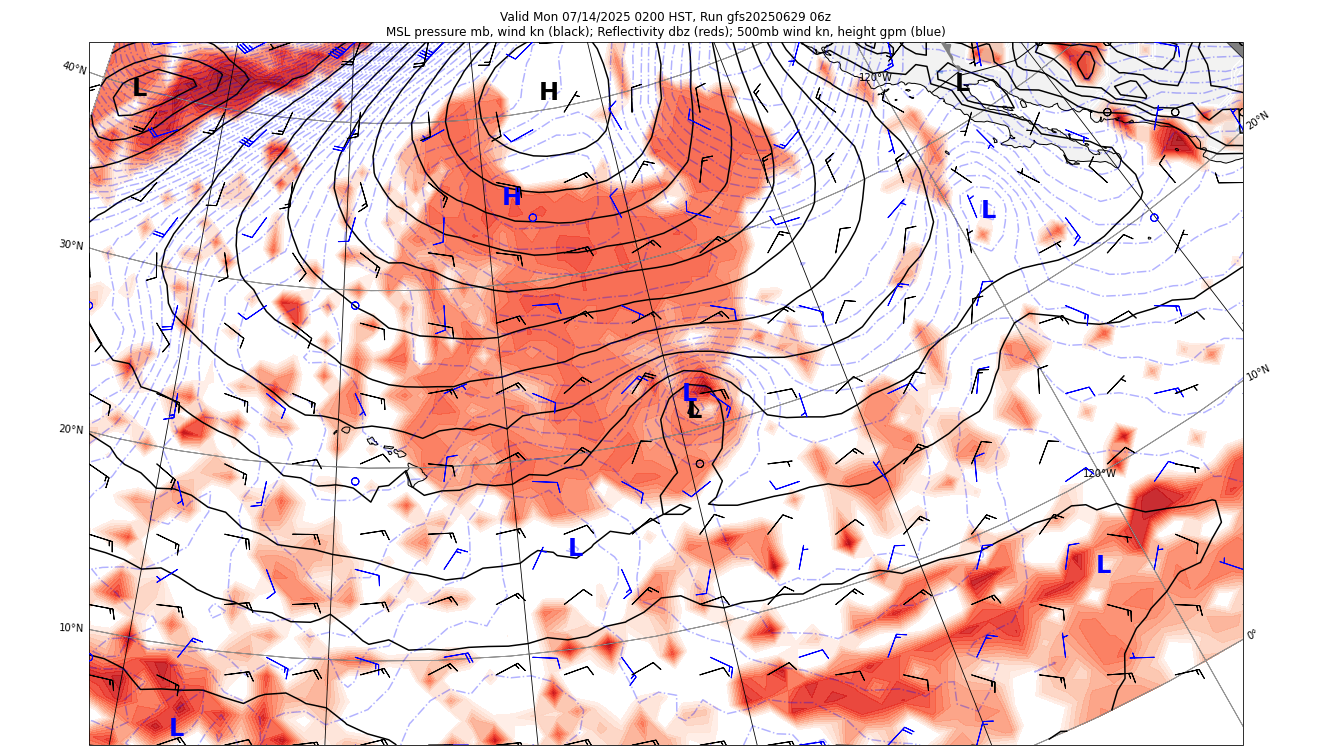 Valid Mon 07/14/2025 0200 HST, Run gfs20250629 06z
MSL pressure mb, wind kn (black); Reflectivity dbz (reds); 500mb wind kn, height gpm (blue)
40°N
L
H
120°W
L
20°N
H
L
30°N
10°N
L
L
20°N
120°W
L
L
10°N
0°
L